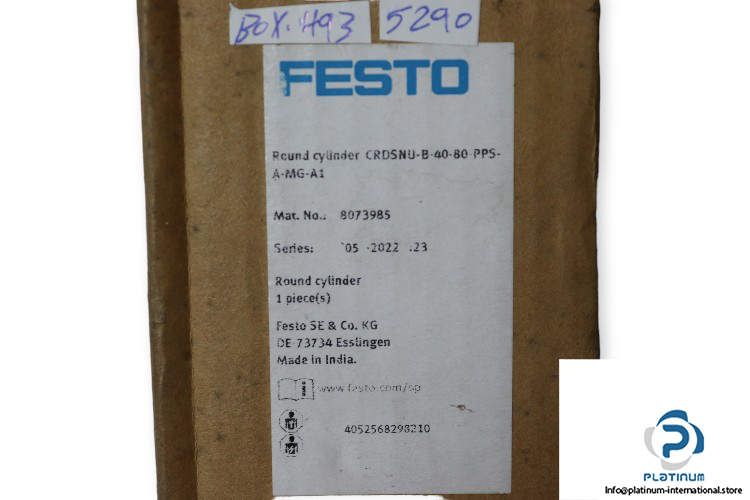 BOX.H93 5290
FESTO
Round cylinder CRDSNU-B-40-80-PPS-
A-MG-A1
Mat. No.: 8073985
Series: 05 -2022 .23
Round cylinder
1 piece(s)
Festo SE & Co. KG
DE-73734 Esslingen
Made in India.
www.festo.com/sp
4052568298210
PLATINUM
Info@platinum-international.store